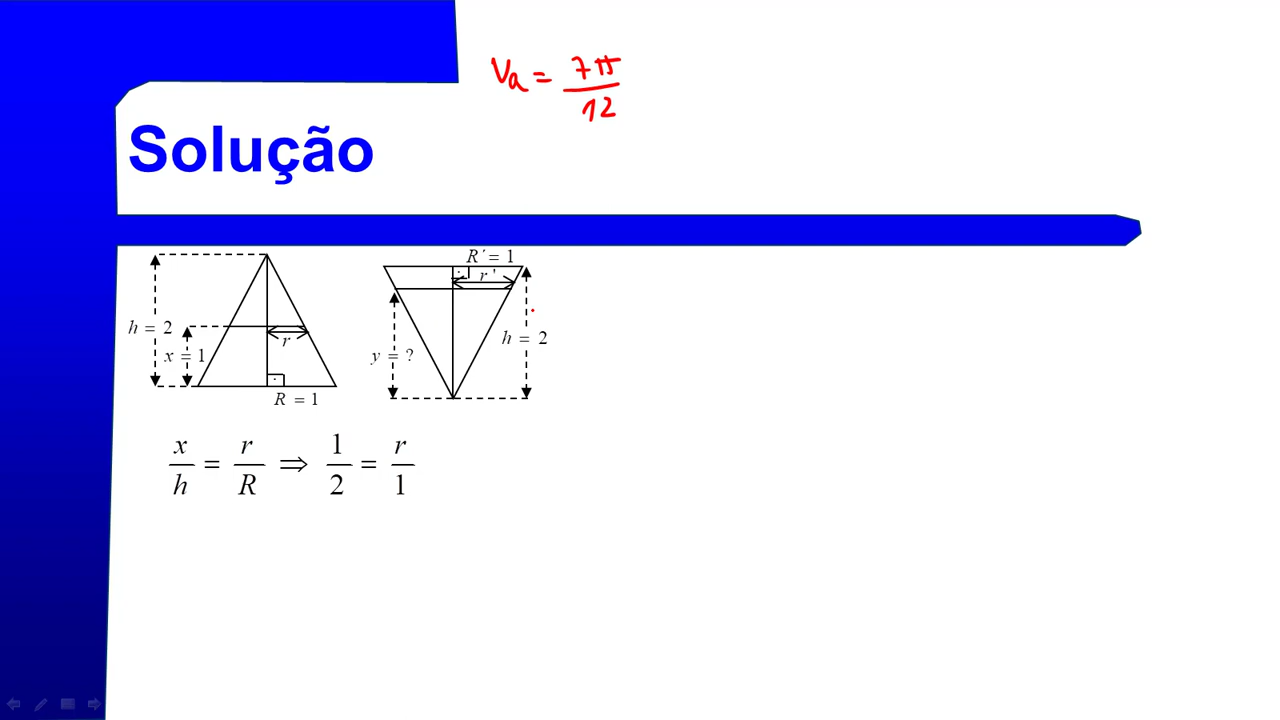 Va = 7π/12
Solução
h = 2
x = 1
r
R = 1
R´= 1
r '
h = 2
y = ?
x/h = r/R ⇒ 1/2 = r/1